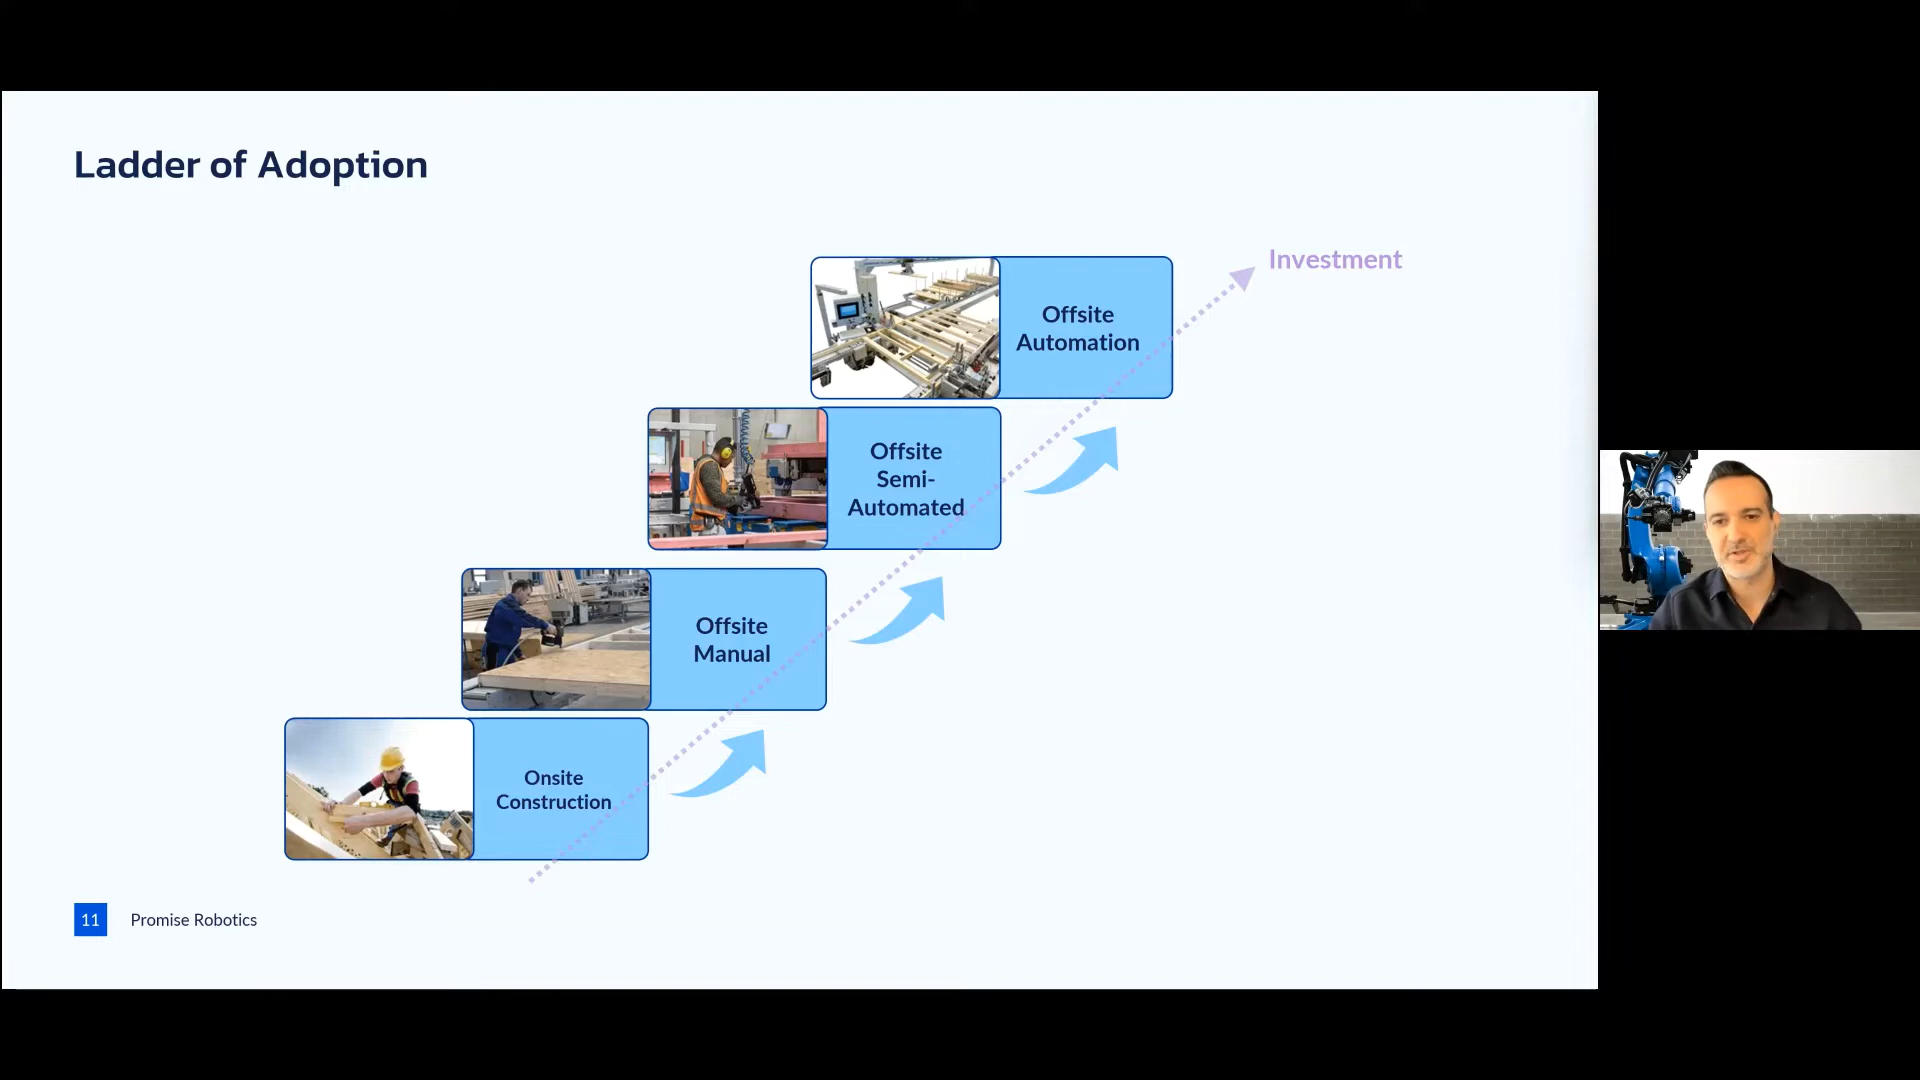 Ladder of Adoption
Investment
Offsite
Automation
Offsite
Semi-
Automated
Offsite
Manual
Onsite
Construction
11
Promise Robotics